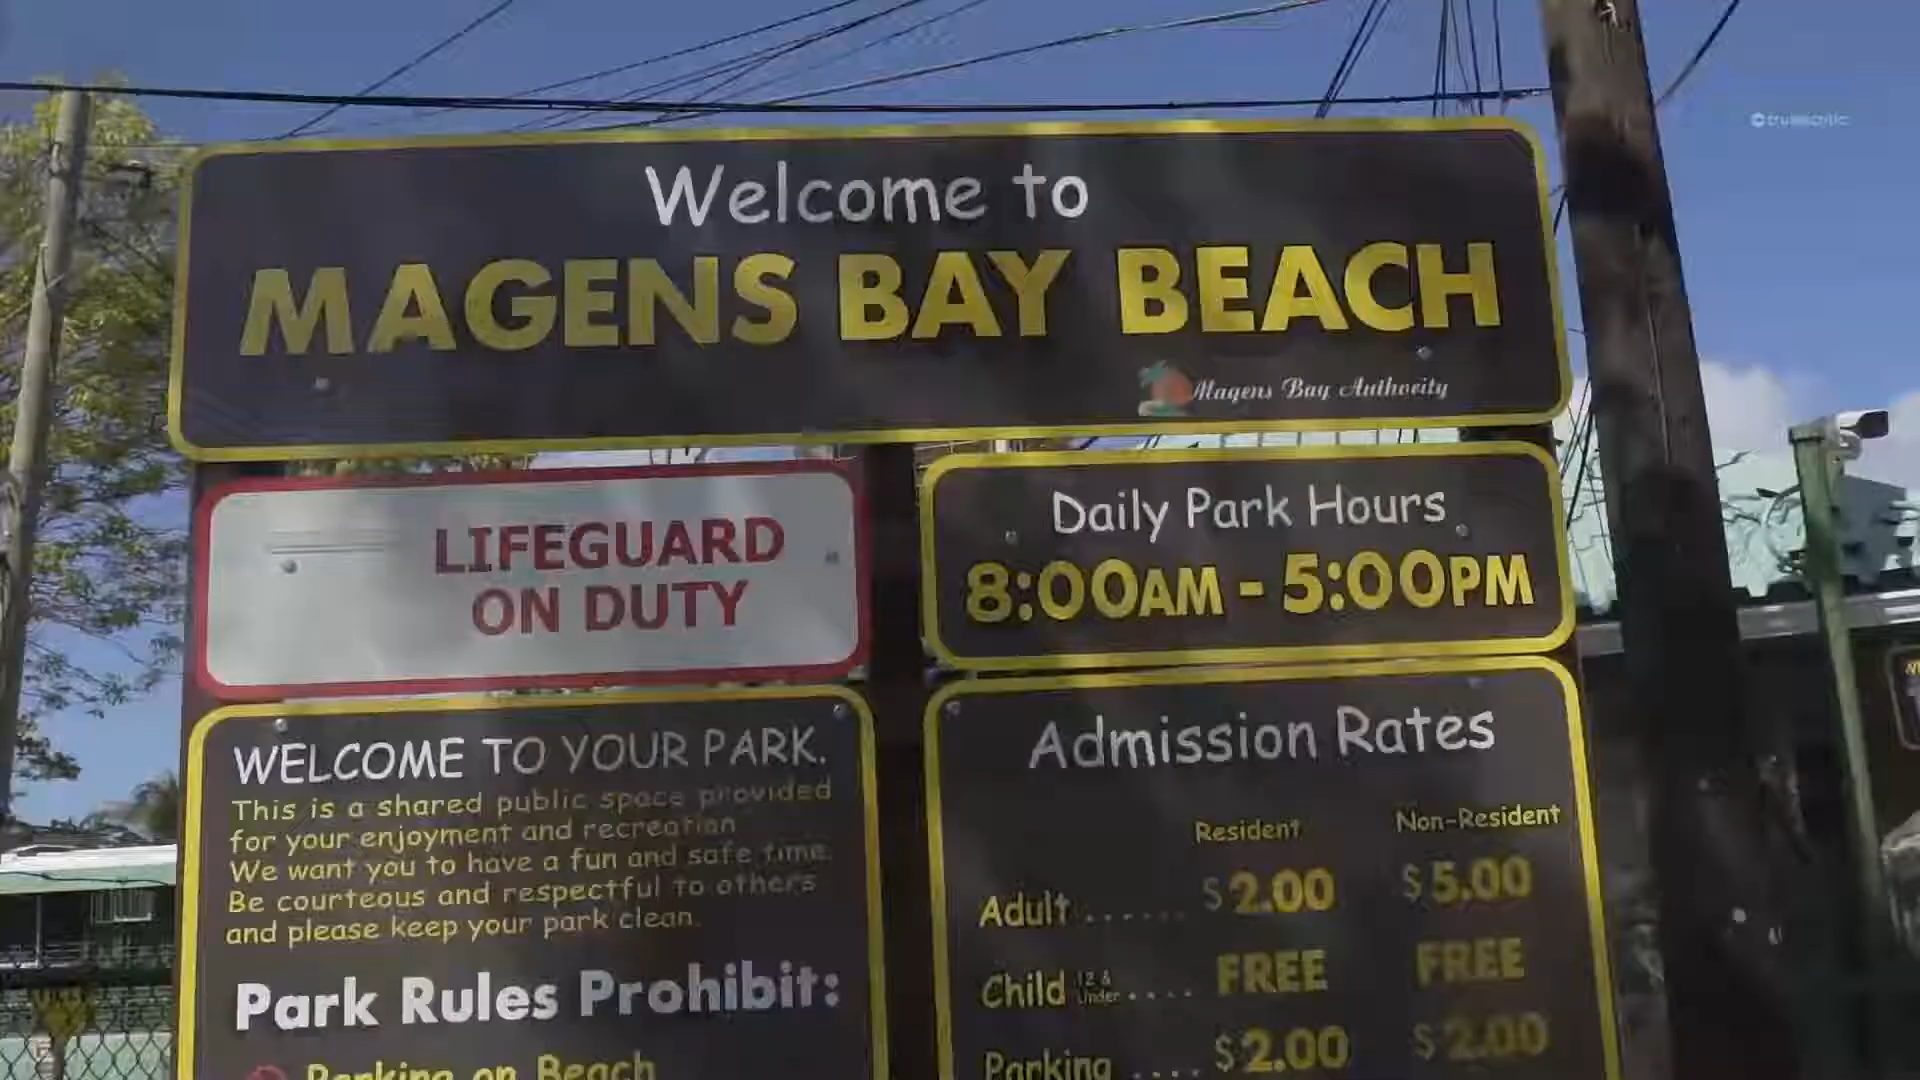 Welcome to
MAGENS BAY BEACH
Magens Bay Authority
LIFEGUARD
ON DUTY
Daily Park Hours
8:00AM - 5:00PM
WELCOME TO YOUR PARK.
This is a shared public space provided
for your enjoyment and recreation
We want you to have a fun and safe time.
Be courteous and respectful to others
and please keep your park clean.
Park Rules Prohibit:
Parking on Beach
Admission Rates
Resident Non-Resident
Adult ...... $2.00 $5.00
Child 12 & Under .... FREE FREE
Parking .... $2.00 $2.00